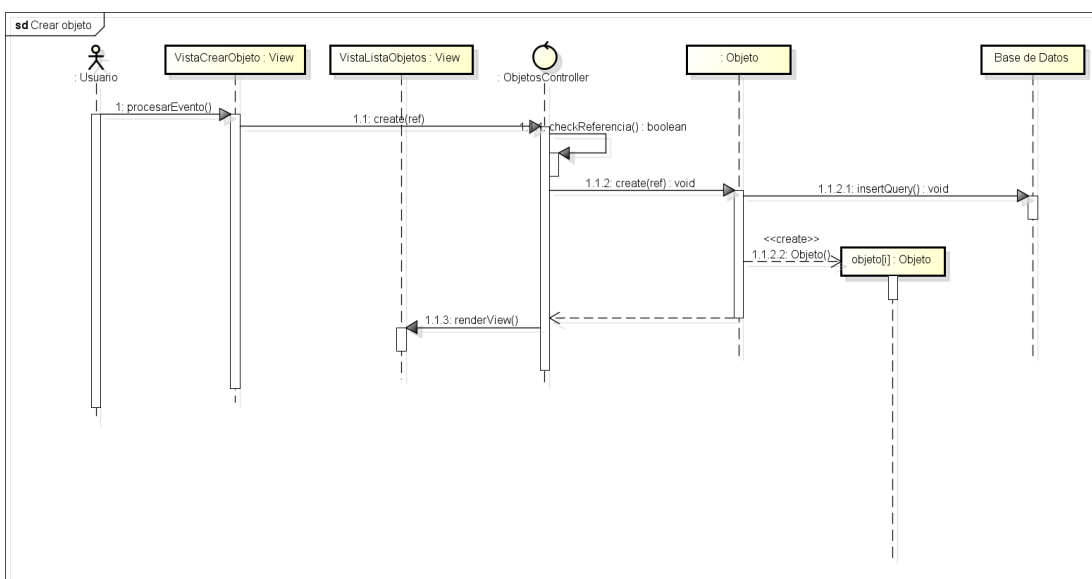 sd Crear objeto
: Usuario
VistaCrearObjeto : View
VistaListaObjetos : View
: ObjetosController
: Objeto
Base de Datos
1: procesarEvento()
1.1: create(ref)
checkReferencia() : boolean
1.1.2: create(ref) : void
1.1.2.1: insertQuery() : void
<<create>>
1.1.2.2: Objeto()
objeto[i] : Objeto
1.1.3: renderView()